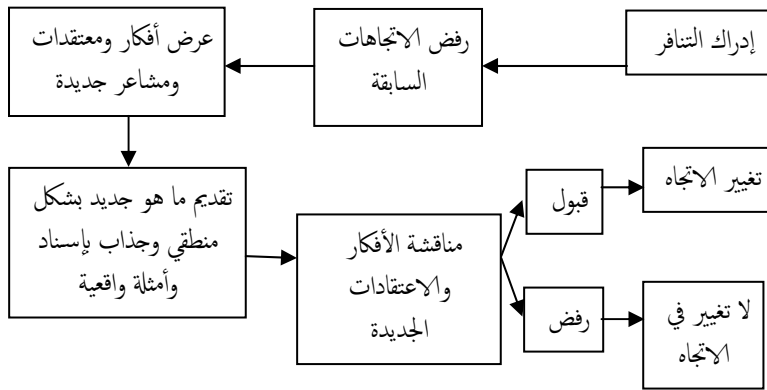 إدراك التنافر
رفض الاتجاهات
السابقة
عرض أفكار ومعتقدات
ومشاعر جديدة
تقديم ما هو جديد بشكل
منطقي وجذاب بإسناد
وأمثلة واقعية
مناقشة الأفكار
والاعتقادات
الجديدة
قبول
تغيير الاتجاه
رفض
لا تغيير في
الاتجاه